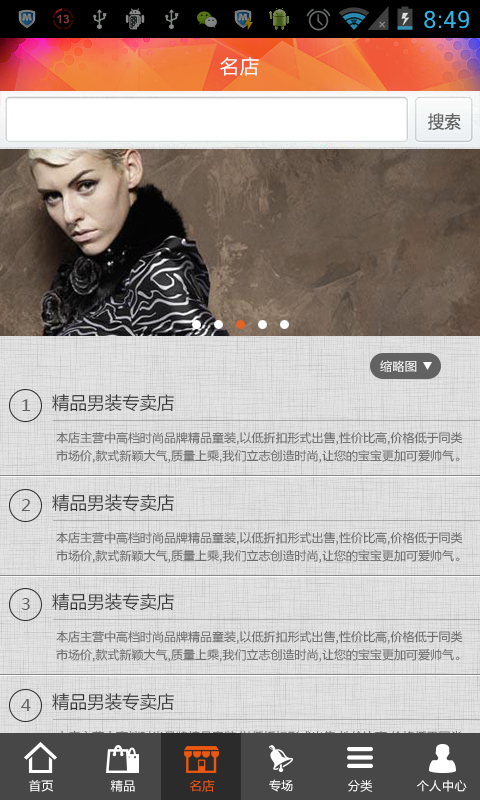 13
8:49
名店
搜索
缩略图
1
精品男装专卖店
本店主营中高档时尚品牌精品童装,以低折扣形式出售,性价比高,价格低于同类
市场价,款式新颖大气,质量上乘,我们立志创造时尚,让您的宝宝更加可爱帅气。
2
精品男装专卖店
本店主营中高档时尚品牌精品童装,以低折扣形式出售,性价比高,价格低于同类
市场价,款式新颖大气,质量上乘,我们立志创造时尚,让您的宝宝更加可爱帅气。
3
精品男装专卖店
本店主营中高档时尚品牌精品童装,以低折扣形式出售,性价比高,价格低于同类
市场价,款式新颖大气,质量上乘,我们立志创造时尚,让您的宝宝更加可爱帅气。
4
精品男装专卖店
首页
精品
名店
专场
分类
个人中心